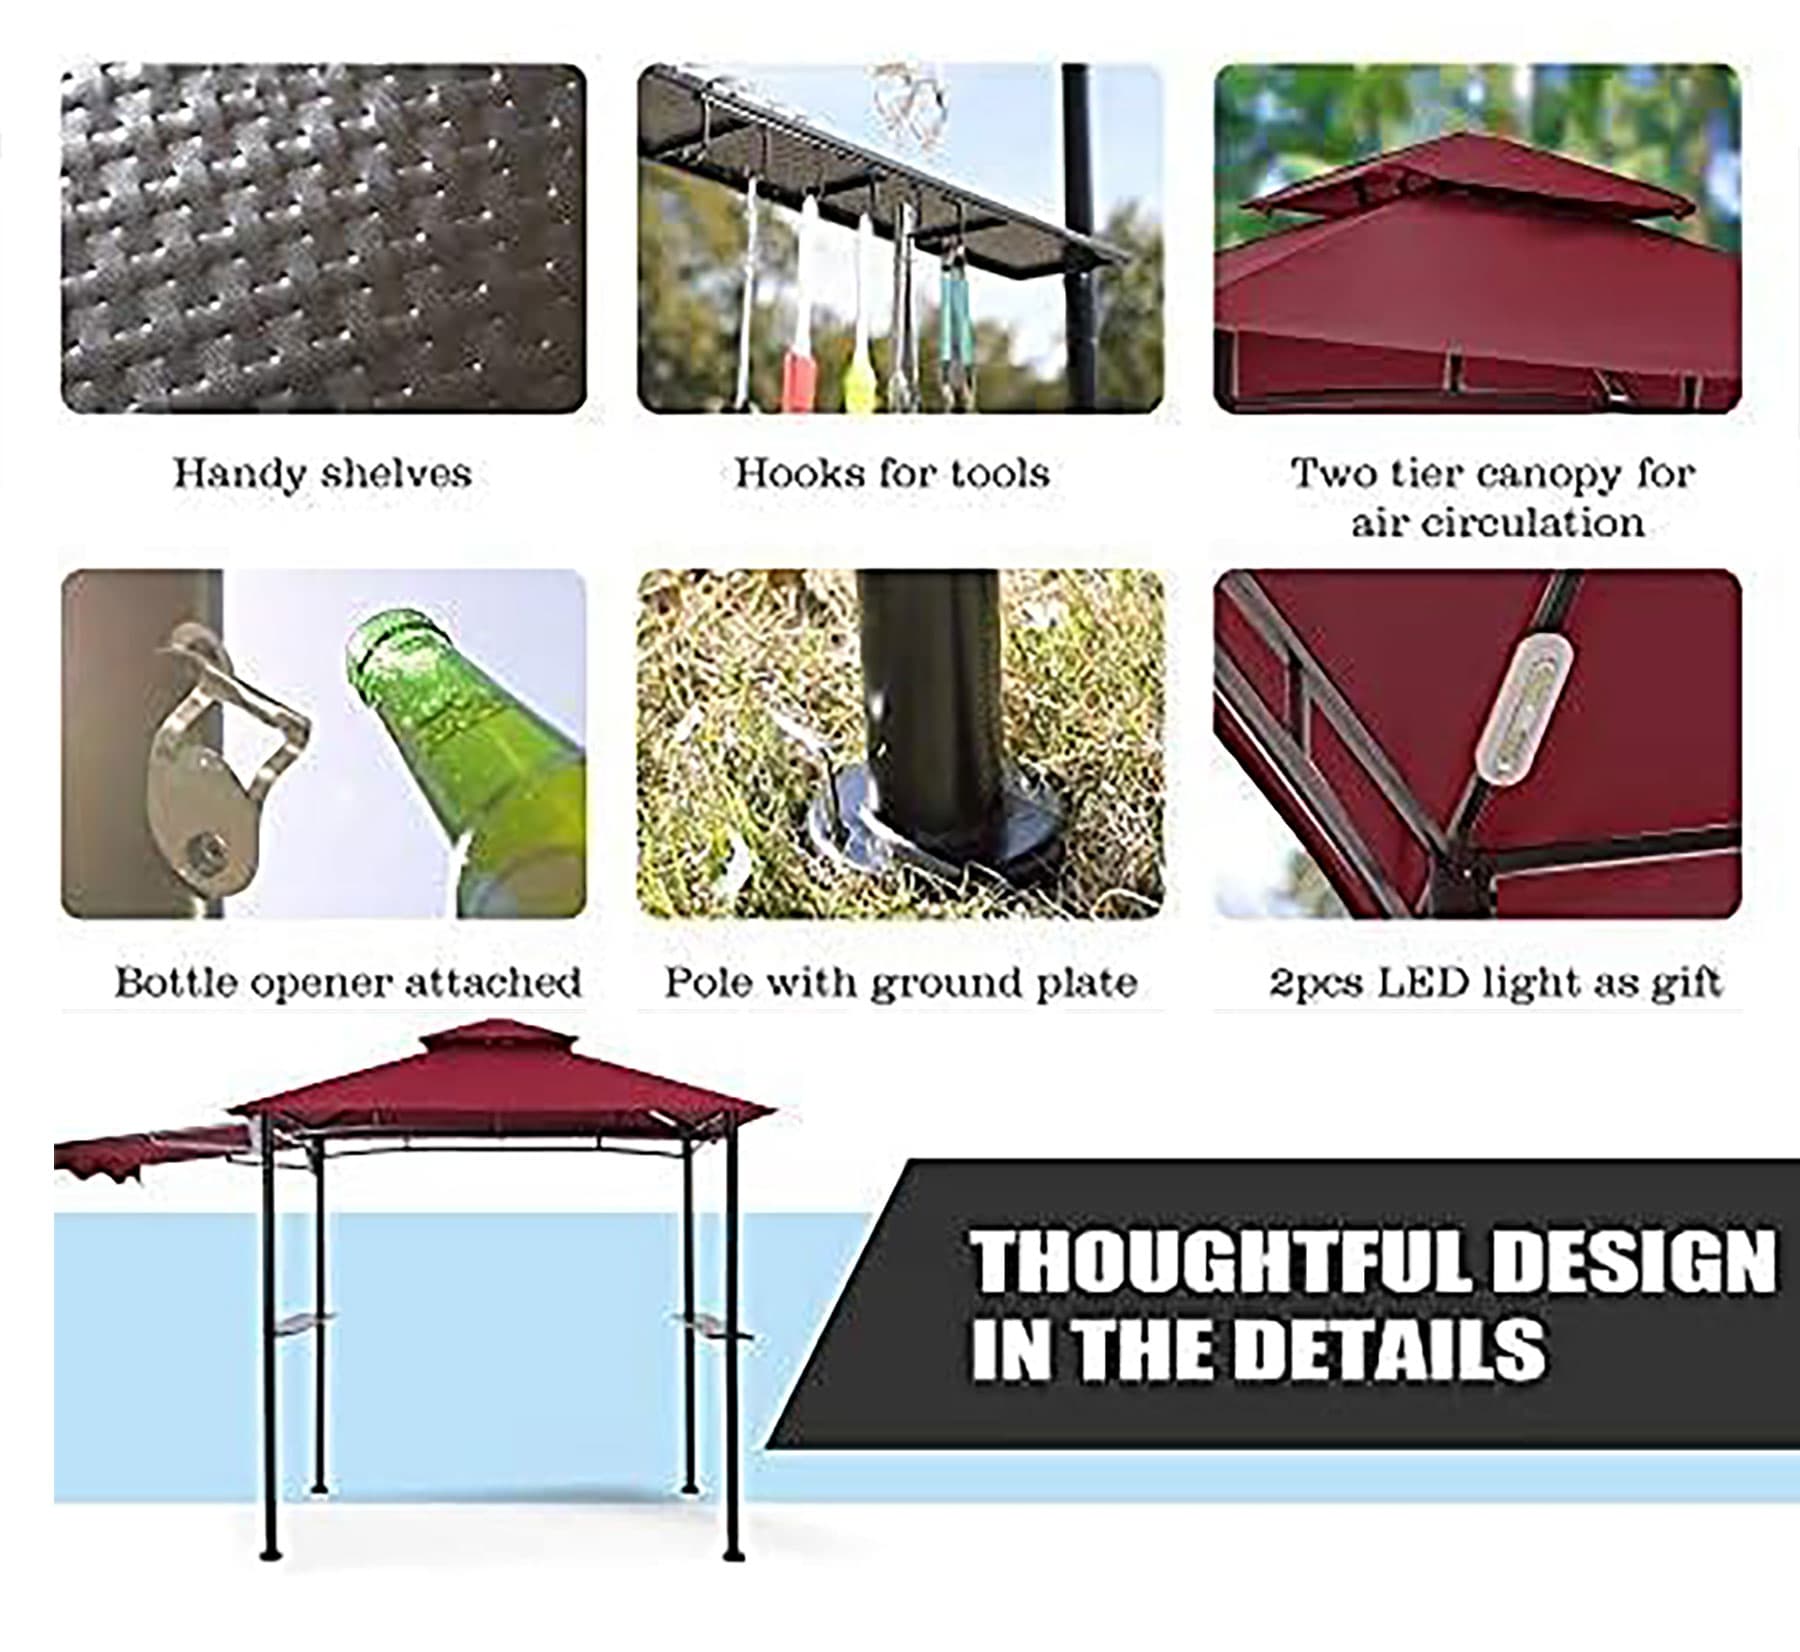 Handy shelves
Hooks for tools
Two tier canopy for
air circulation
Bottle opener attached
Pole with ground plate
2pcs LED light as gift
THOUGHTFUL DESIGN
IN THE DETAILS